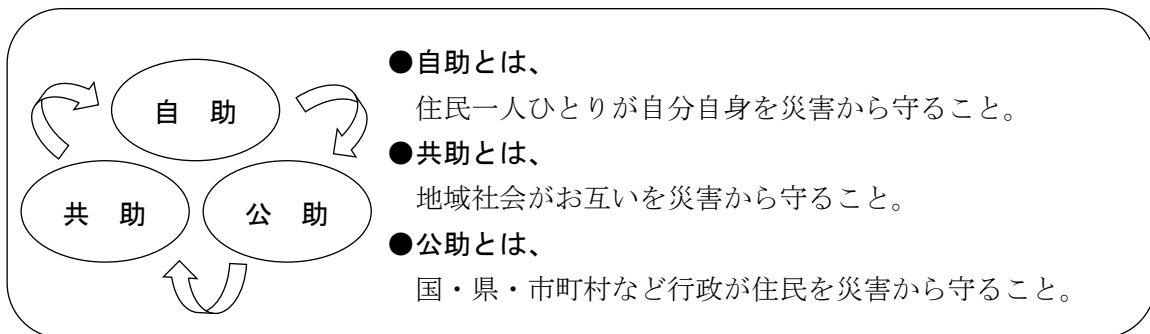 自 助
共 助
公 助
●自助とは、
住民一人ひとりが自分自身を災害から守ること。
●共助とは、
地域社会がお互いを災害から守ること。
●公助とは、
国・県・市町村など行政が住民を災害から守ること。